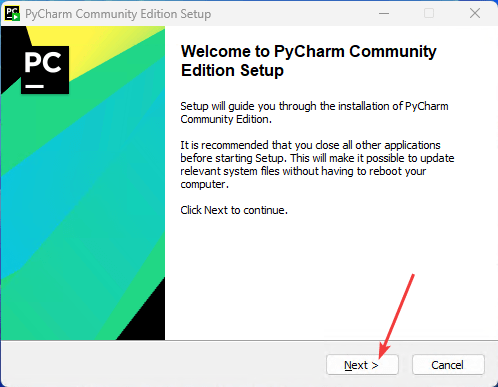 PyCharm Community Edition Setup
PC
Welcome to PyCharm Community
Edition Setup
Setup will guide you through the installation of PyCharm
Community Edition.
It is recommended that you close all other applications
before starting Setup. This will make it possible to update
relevant system files without having to reboot your
computer.
Click Next to continue.
Next >
Cancel